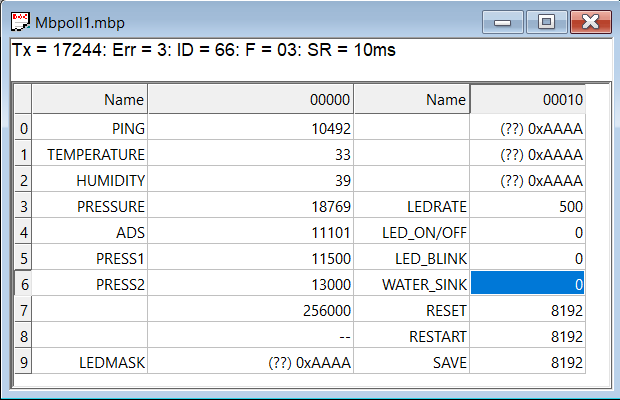 Mbpoll1.mbp
Tx = 17244: Err = 3: ID = 66: F = 03: SR = 10ms
Name 00000 Name 00010
0 PING 10492 (??) 0xAAAA
1 TEMPERATURE 33 (??) 0xAAAA
2 HUMIDITY 39 (??) 0xAAAA
3 PRESSURE 18769 LEDRATE 500
4 ADS 11101 LED_ON/OFF 0
5 PRESS1 11500 LED_BLINK 0
6 PRESS2 13000 WATER_SINK 0
7 256000 RESET 8192
8 -- RESTART 8192
9 LEDMASK (??) 0xAAAA SAVE 8192